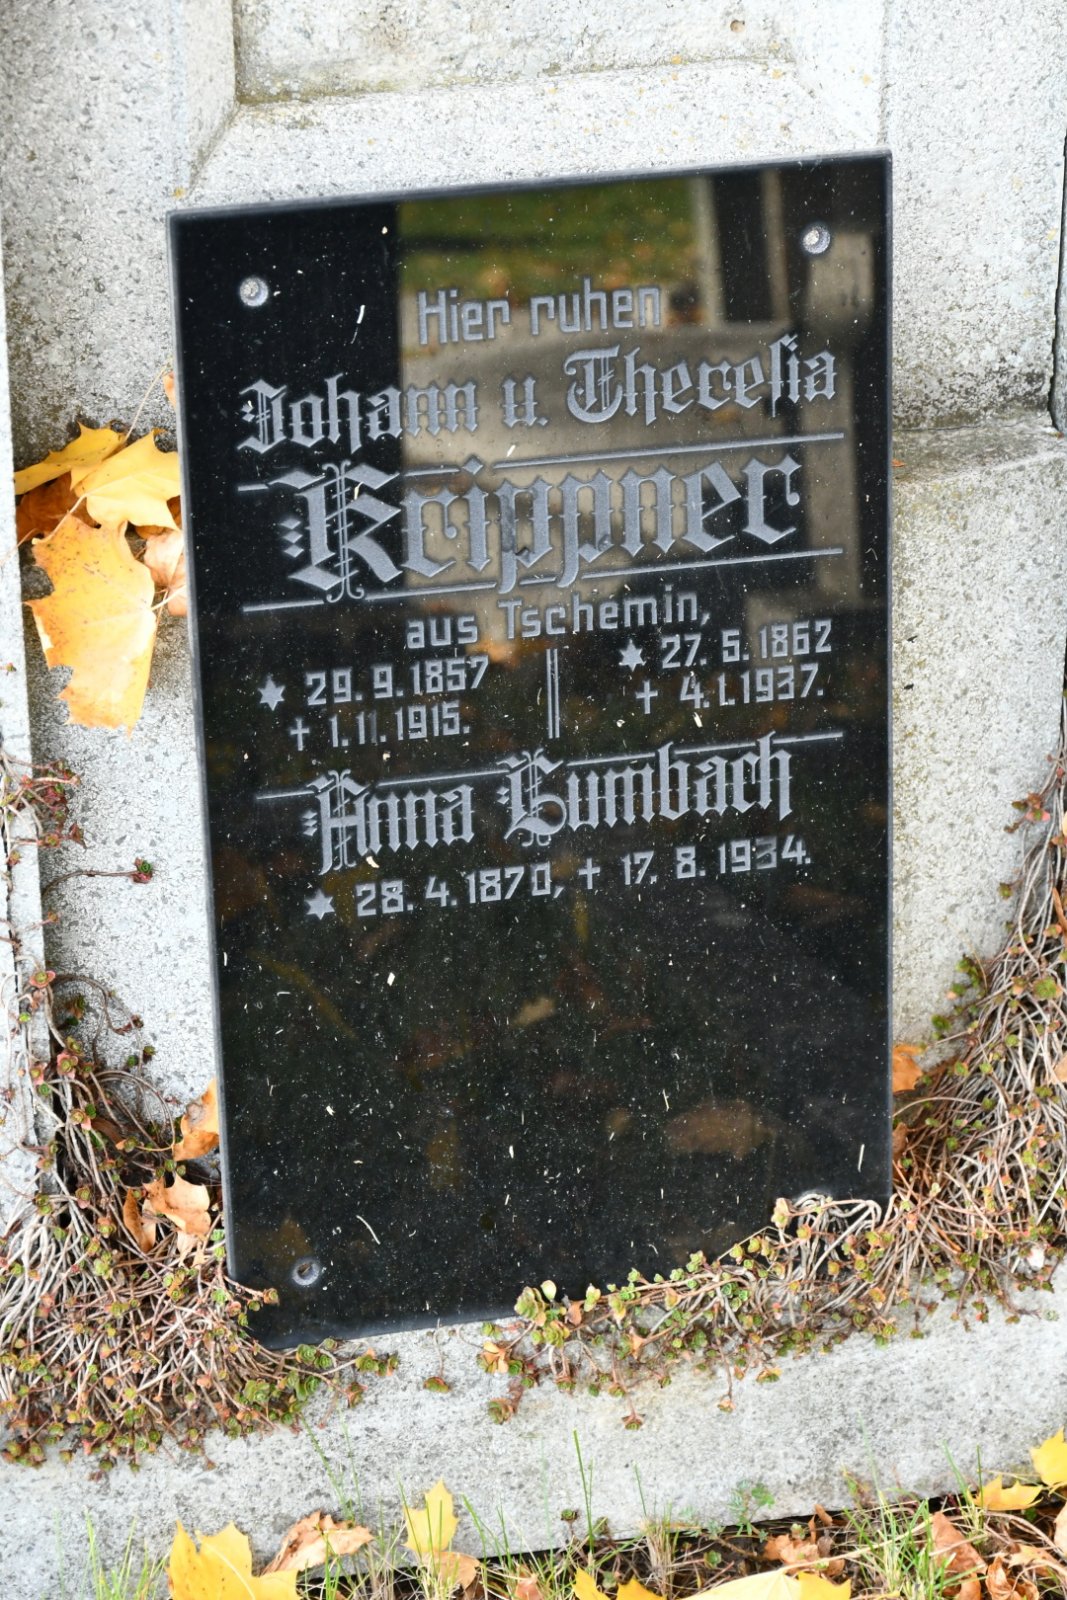 Hier ruhen
Johann u. Theresia
Krippner
aus Tschemin,
* 29. 9. 1857 * 27. 5. 1862
† 1. 11. 1915. † 4. 1. 1937.
Anna Lumbach
* 28. 4. 1870, † 17. 8. 1934.